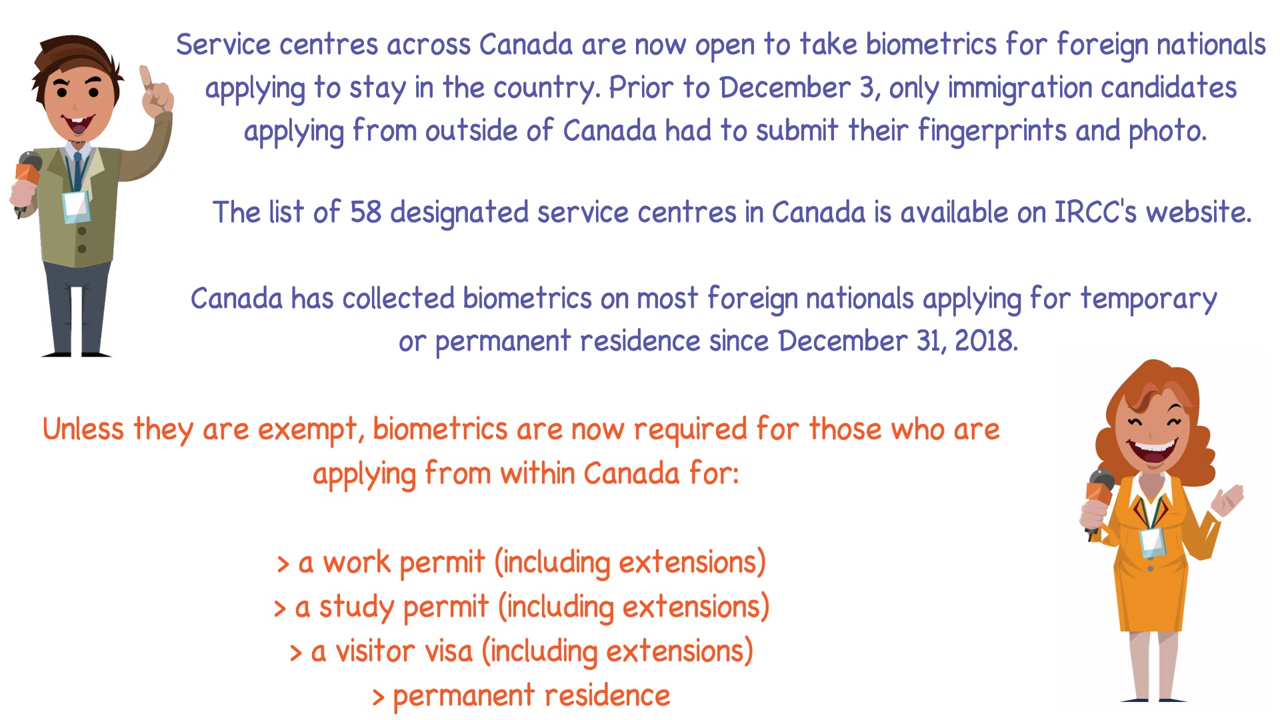 Service centres across Canada are now open to take biometrics for foreign nationals
applying to stay in the country. Prior to December 3, only immigration candidates
applying from outside of Canada had to submit their fingerprints and photo.
The list of 58 designated service centres in Canada is available on IRCC's website.
Canada has collected biometrics on most foreign nationals applying for temporary
or permanent residence since December 31, 2018.
Unless they are exempt, biometrics are now required for those who are
applying from within Canada for:
> a work permit (including extensions)
> a study permit (including extensions)
> a visitor visa (including extensions)
> permanent residence